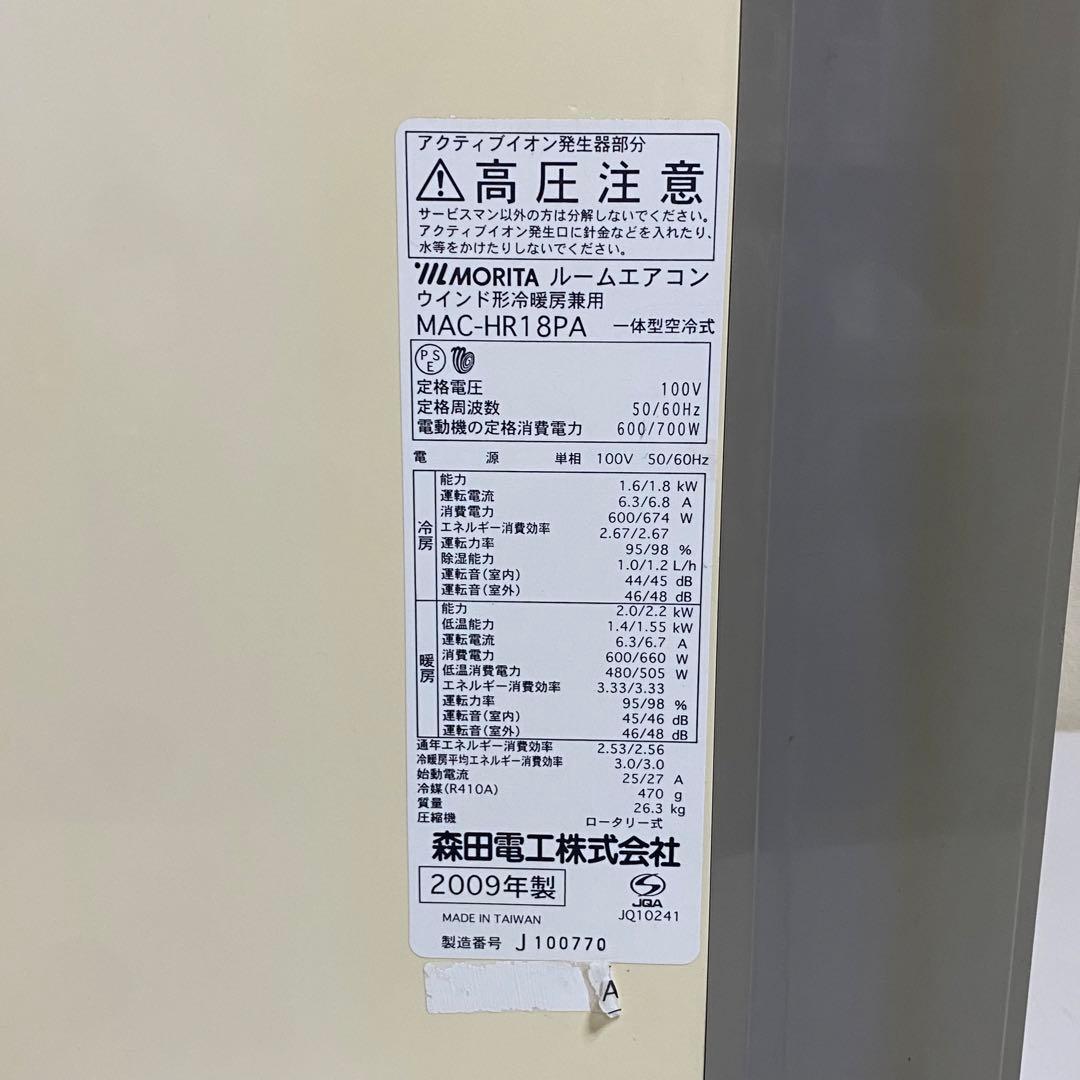 アクティブイオン発生器部分
高圧注意
サービスマン以外の方は分解しないでください。
アクティブイオン発生口に針金などを入れたり、
水等をかけたりしないでください。
MORITA ルームエアコン
ウインド形冷暖房兼用
MAC-HR18PA 一体型空冷式
PSE
定格電圧 100V
定格周波数 50/60Hz
電動機の定格消費電力 600/700W
電源 単相 100V 50/60Hz
冷房
能力 1.6/1.8 kW
運転電流 6.3/6.8 A
消費電力 600/674 W
エネルギー消費効率 2.67/2.67
運転力率 95/98 %
除湿能力 1.0/1.2 L/h
運転音(室内) 44/45 dB
運転音(室外) 46/48 dB
暖房
能力 2.0/2.2 kW
低温能力 1.4/1.55 kW
運転電流 6.3/6.7 A
消費電力 600/660 W
低温消費電力 480/505 W
エネルギー消費効率 3.33/3.33
運転力率 95/98 %
運転音(室内) 45/46 dB
運転音(室外) 46/48 dB
通年エネルギー消費効率 2.53/2.56
冷暖房平均エネルギー消費効率 3.0/3.0
始動電流 25/27 A
冷媒(R410A) 470 g
質量 26.3 kg
圧縮機 ロータリー式
森田電工株式会社
2009年製
JQA
MADE IN TAIWAN JQ10241
製造番号 J100770
A